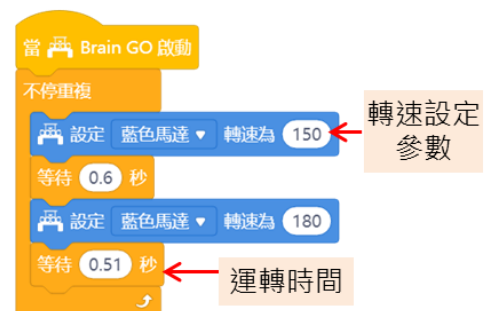 當 Brain GO 啟動
不停重複
設定 藍色馬達 ▼ 轉速為 150
轉速設定
參數
等待 0.6 秒
設定 藍色馬達 ▼ 轉速為 180
等待 0.51 秒
運轉時間